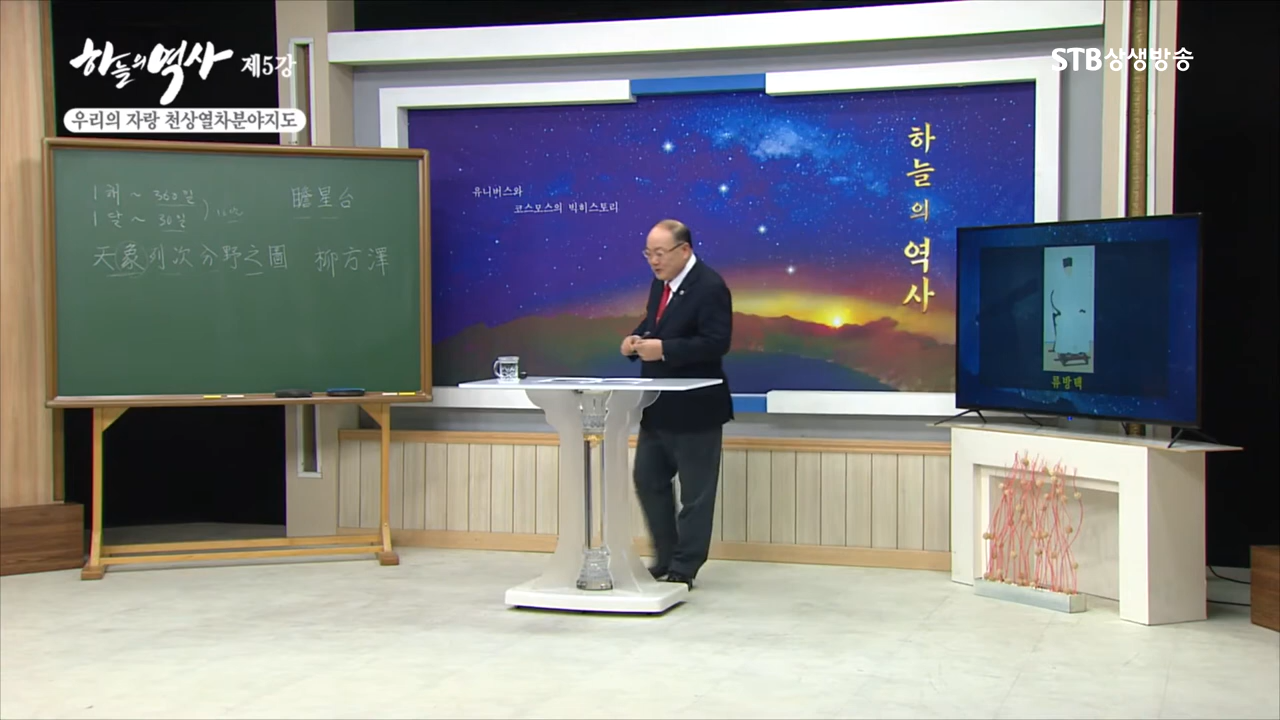 하늘의 역사 제5강
우리의 자랑 천상열차분야지도
STB상생방송
1해 ~ 360일
1달 ~ 30일
瞻星台
天象列次分野之圖 柳方澤
유니버스와
코스모스의 빅히스토리
하늘의 역사
류방택